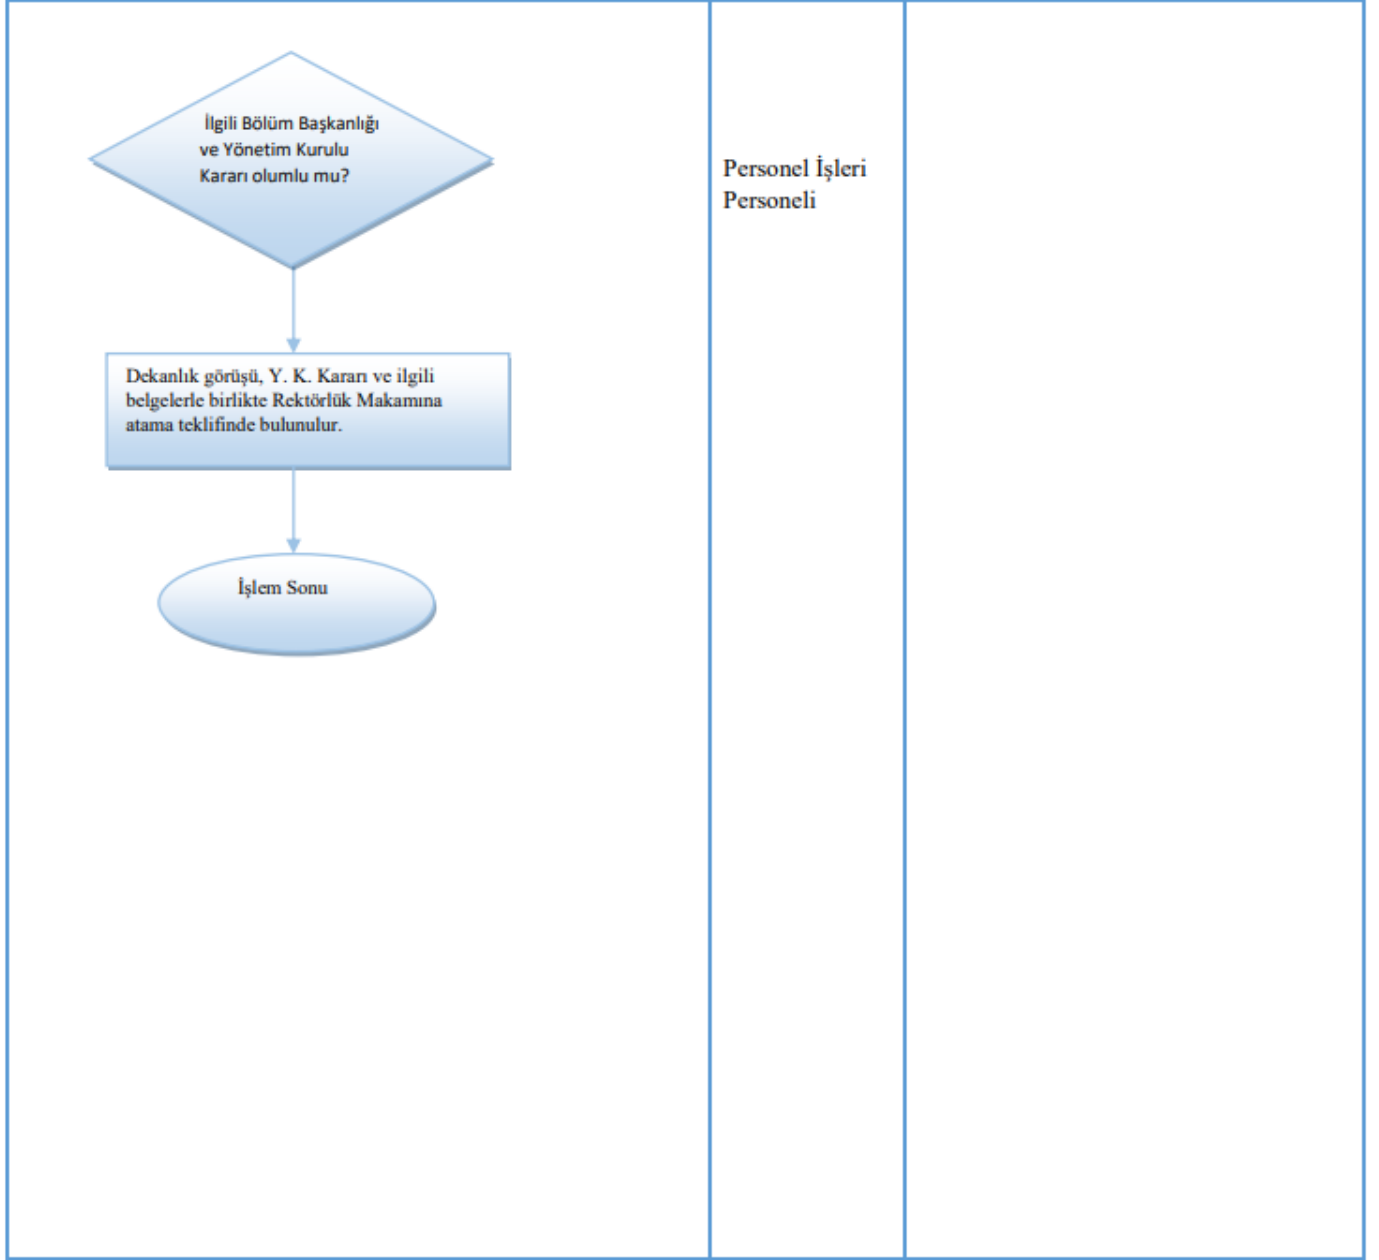 İlgili Bölüm Başkanlığı
ve Yönetim Kurulu
Kararı olumlu mu?
Personel İşleri
Personeli
Dekanlık görüşü, Y. K. Kararı ve ilgili
belgelerle birlikte Rektörlük Makamına
atama teklifinde bulunulur.
İşlem Sonu